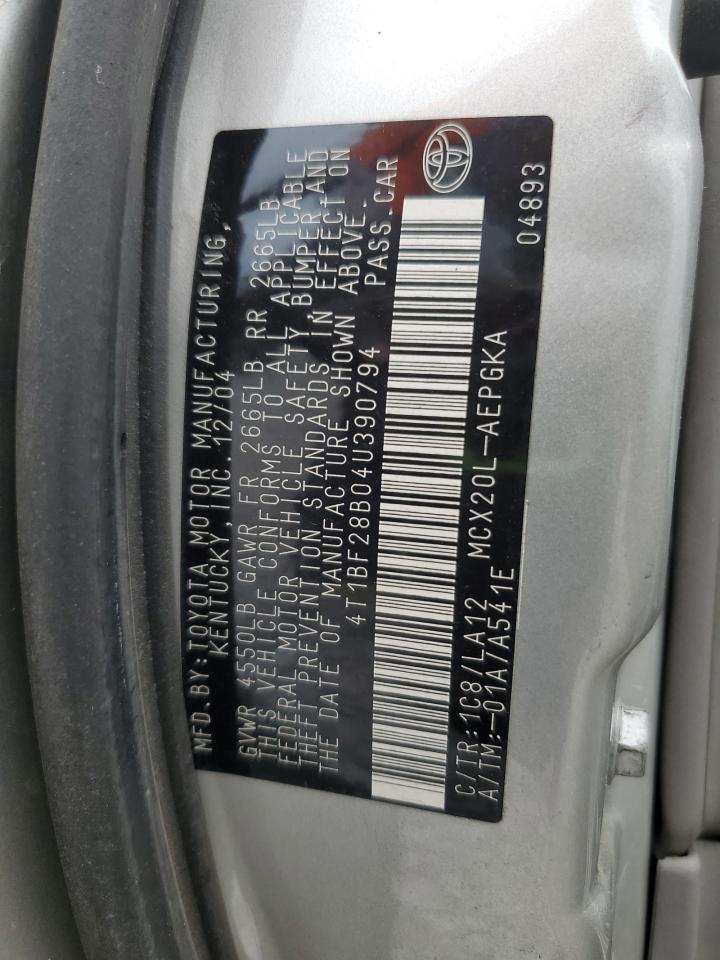 MFD.BY:TOYOTA MOTOR MANUFACTURING,
KENTUCKY, INC.12/04
GVWR 4550LB GAWR FR 2665LB RR 2665LB
THIS VEHICLE CONFORMS TO ALL APPLICABLE
FEDERAL MOTOR VEHICLE SAFETY, BUMPER AND
THEFT PREVENTION STANDARDS IN EFFECT ON
THE DATE OF MANUFACTURE SHOWN ABOVE.
4T1BF28B04U390794 PASS.CAR
C/TR:1C8/LA12 MCX20L-AEPGKA
A/TM:-01A/A541E 04893